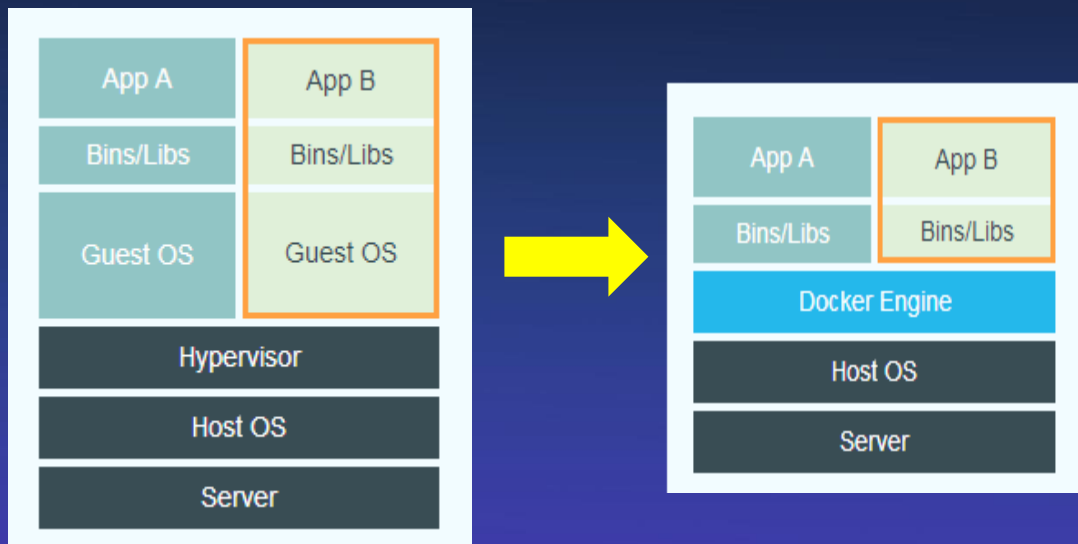 App A
App B
Bins/Libs
Bins/Libs
Guest OS
Guest OS
Hypervisor
Host OS
Server
App A
App B
Bins/Libs
Bins/Libs
Docker Engine
Host OS
Server